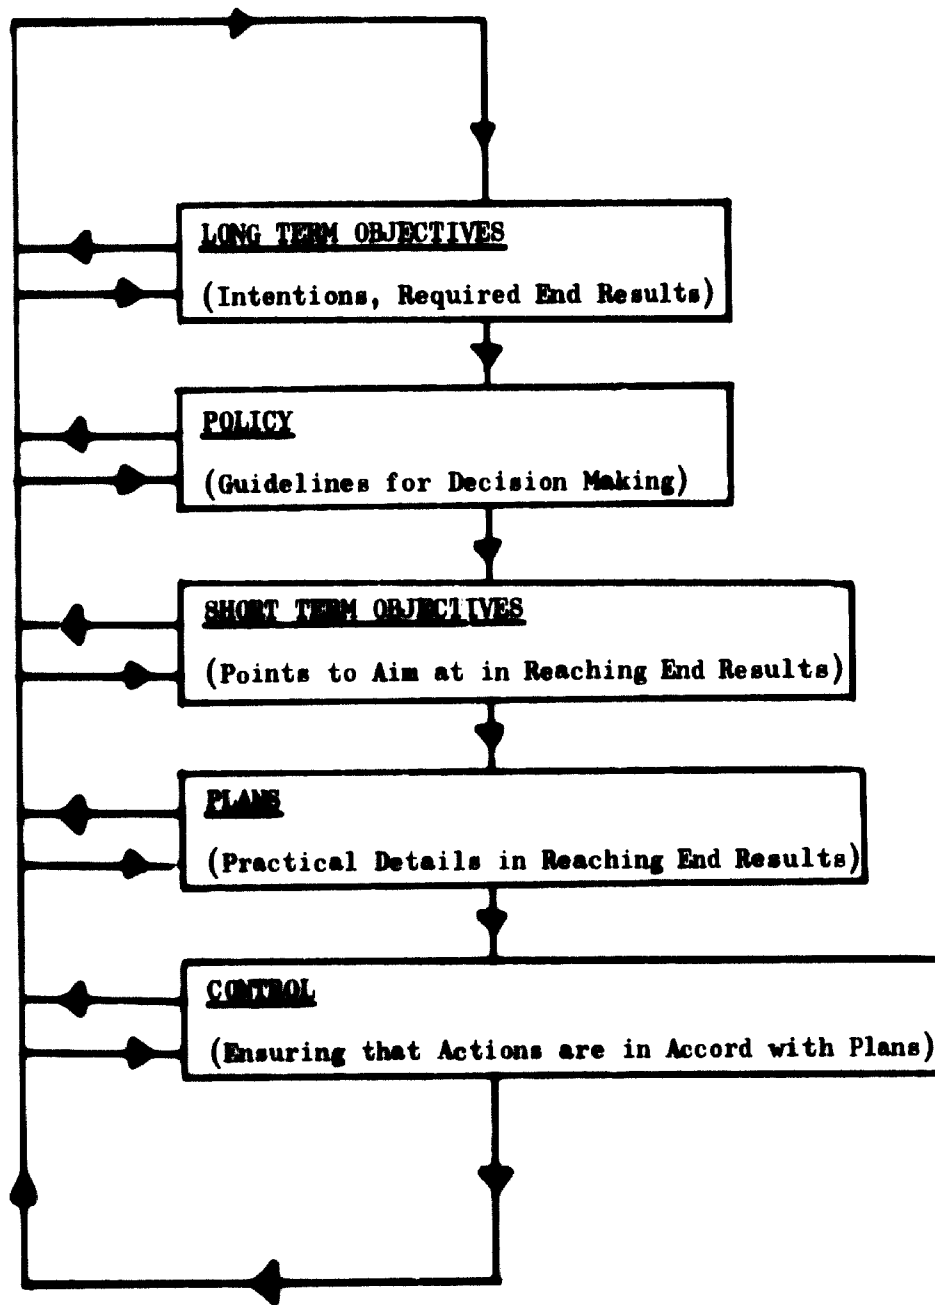 LONG TERM OBJECTIVES
(Intentions, Required End Results)
POLICY
(Guidelines for Decision Making)
SHORT TERM OBJECTIVES
(Points to Aim at in Reaching End Results)
PLANS
(Practical Details in Reaching End Results)
CONTROL
(Ensuring that Actions are in Accord with Plans)